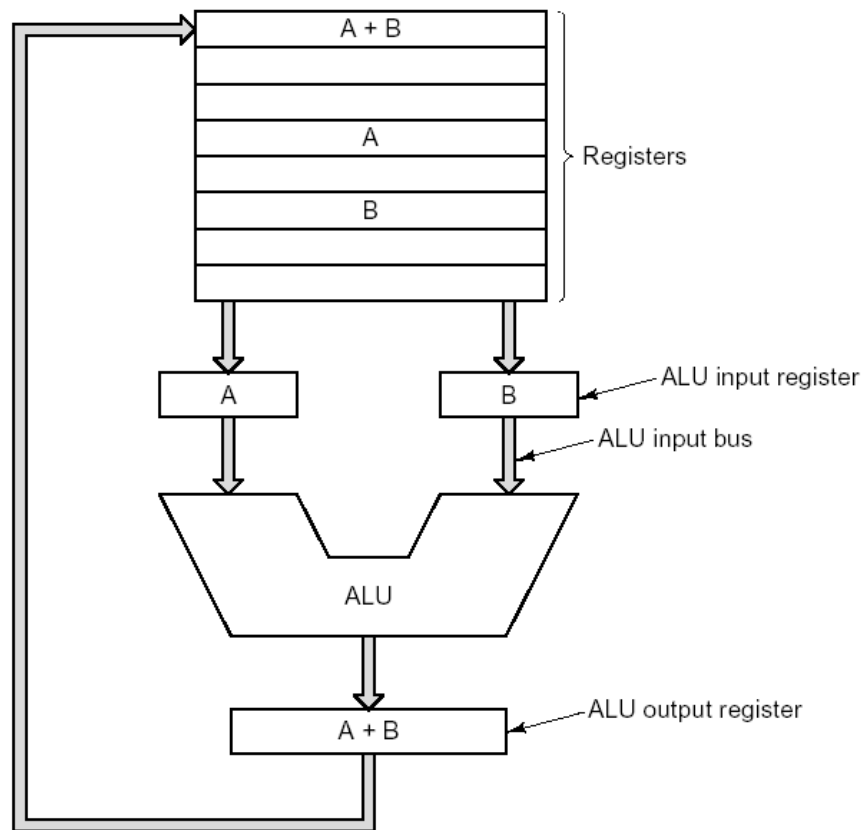 A + B
A
Registers
B
A
B
ALU input register
ALU input bus
ALU
A + B
ALU output register